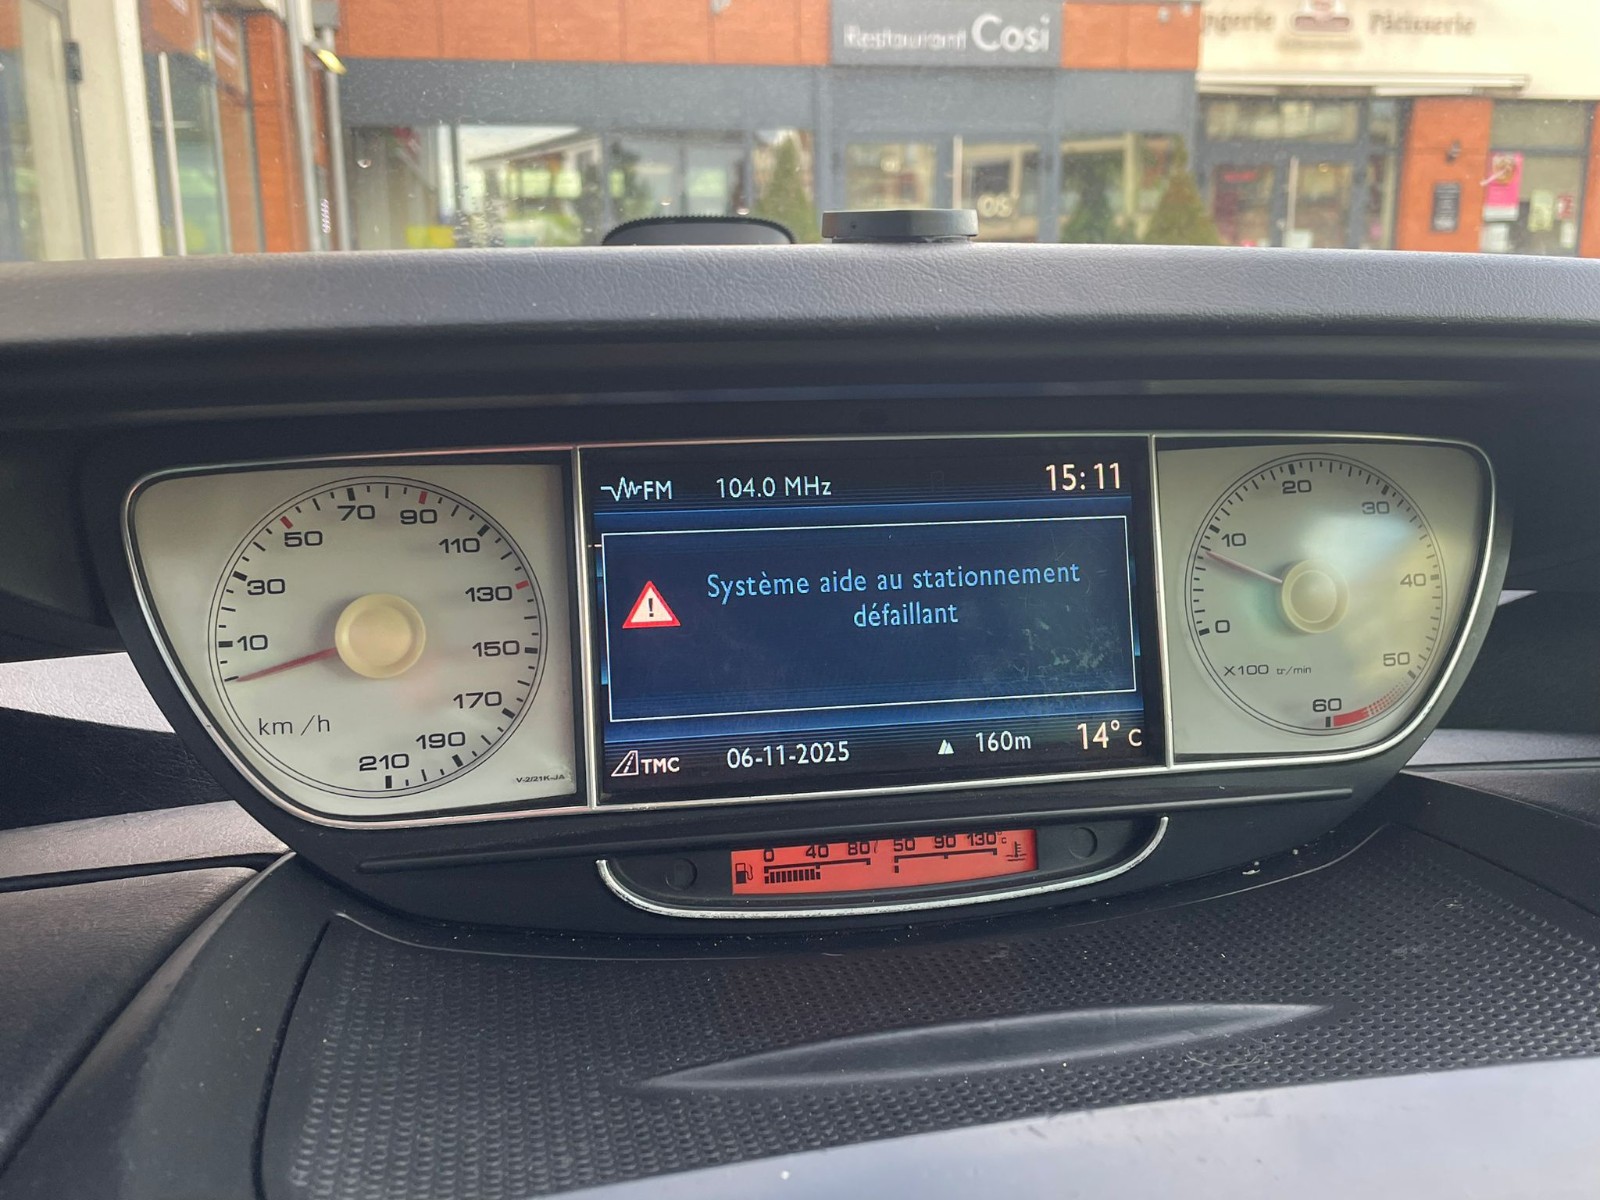 Restaurant Cosi
Pâtisserie
FM 104.0 MHz 15:11
Système aide au stationnement
défaillant
TMC 06-11-2025 160m 14° C
10
30
50
70
90
110
130
150
170
190
210
km/h
0
10
20
30
40
50
60
X100 tr/min
0 40 80 50 90 130°C